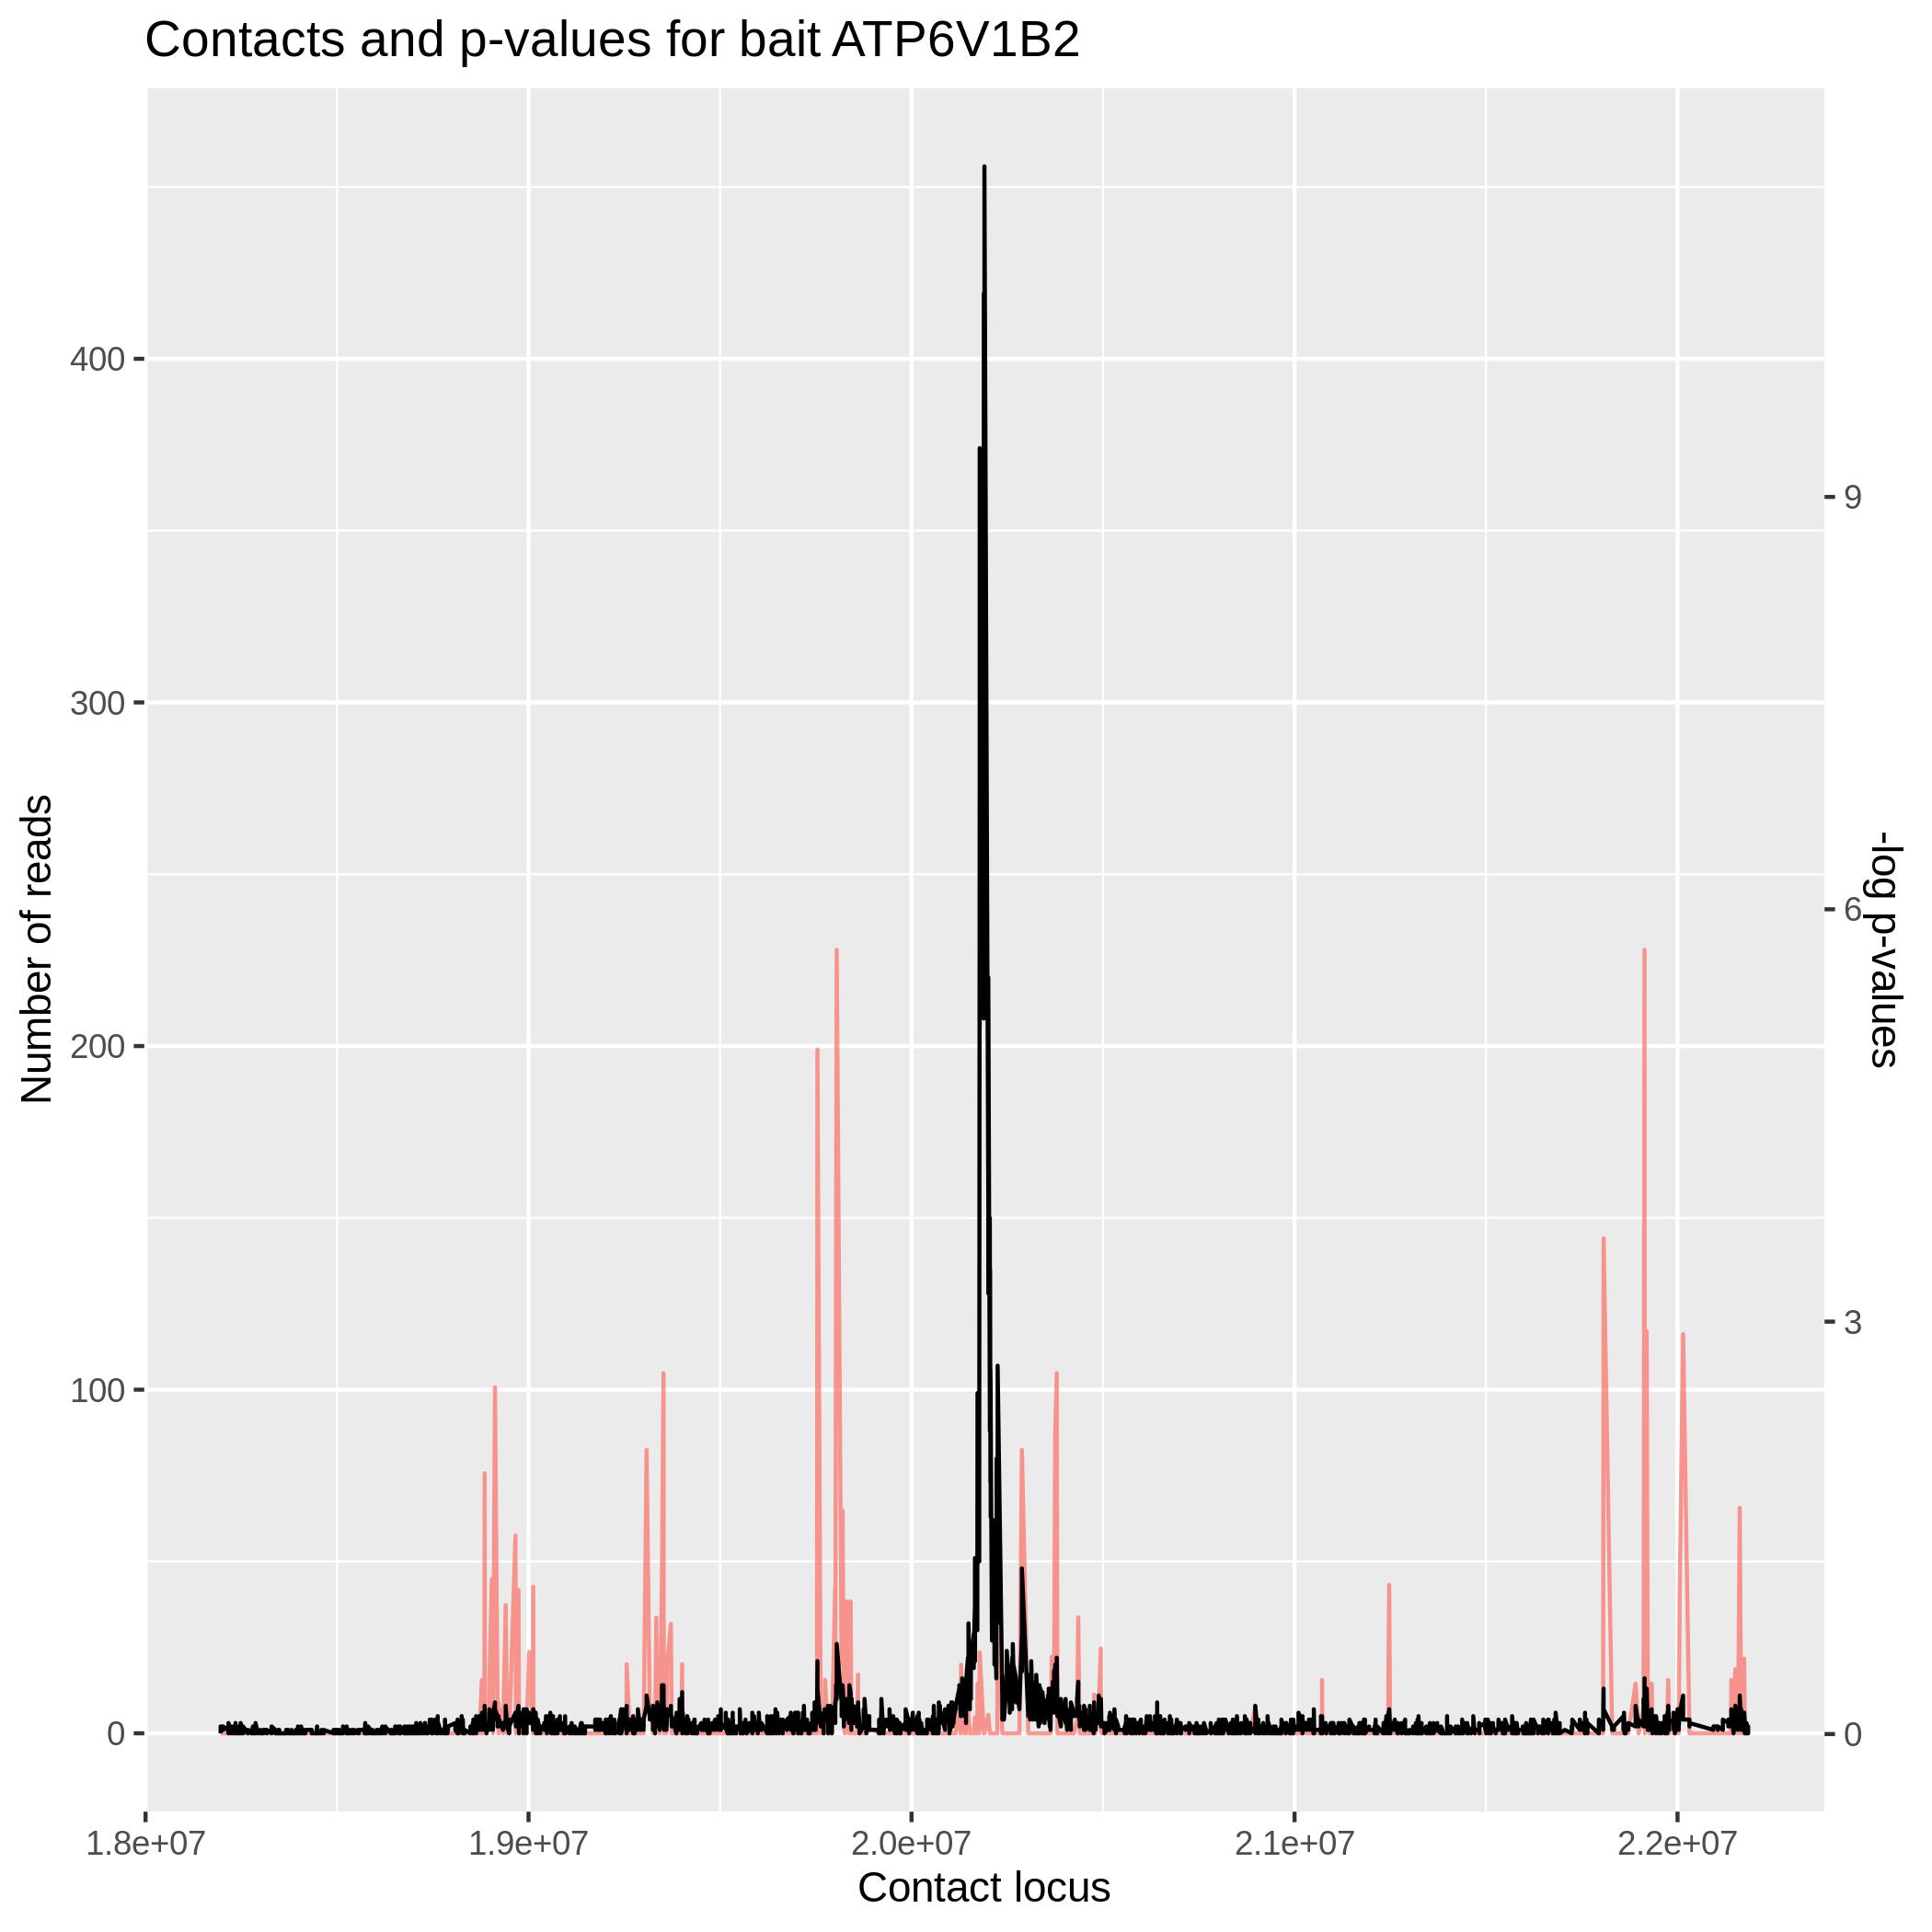 Contacts and p-values for bait ATP6V1B2
Number of reads
400
300
200
100
0
9
6
3
0
-log p-values
1.8e+07 1.9e+07 2.0e+07 2.1e+07 2.2e+07
Contact locus